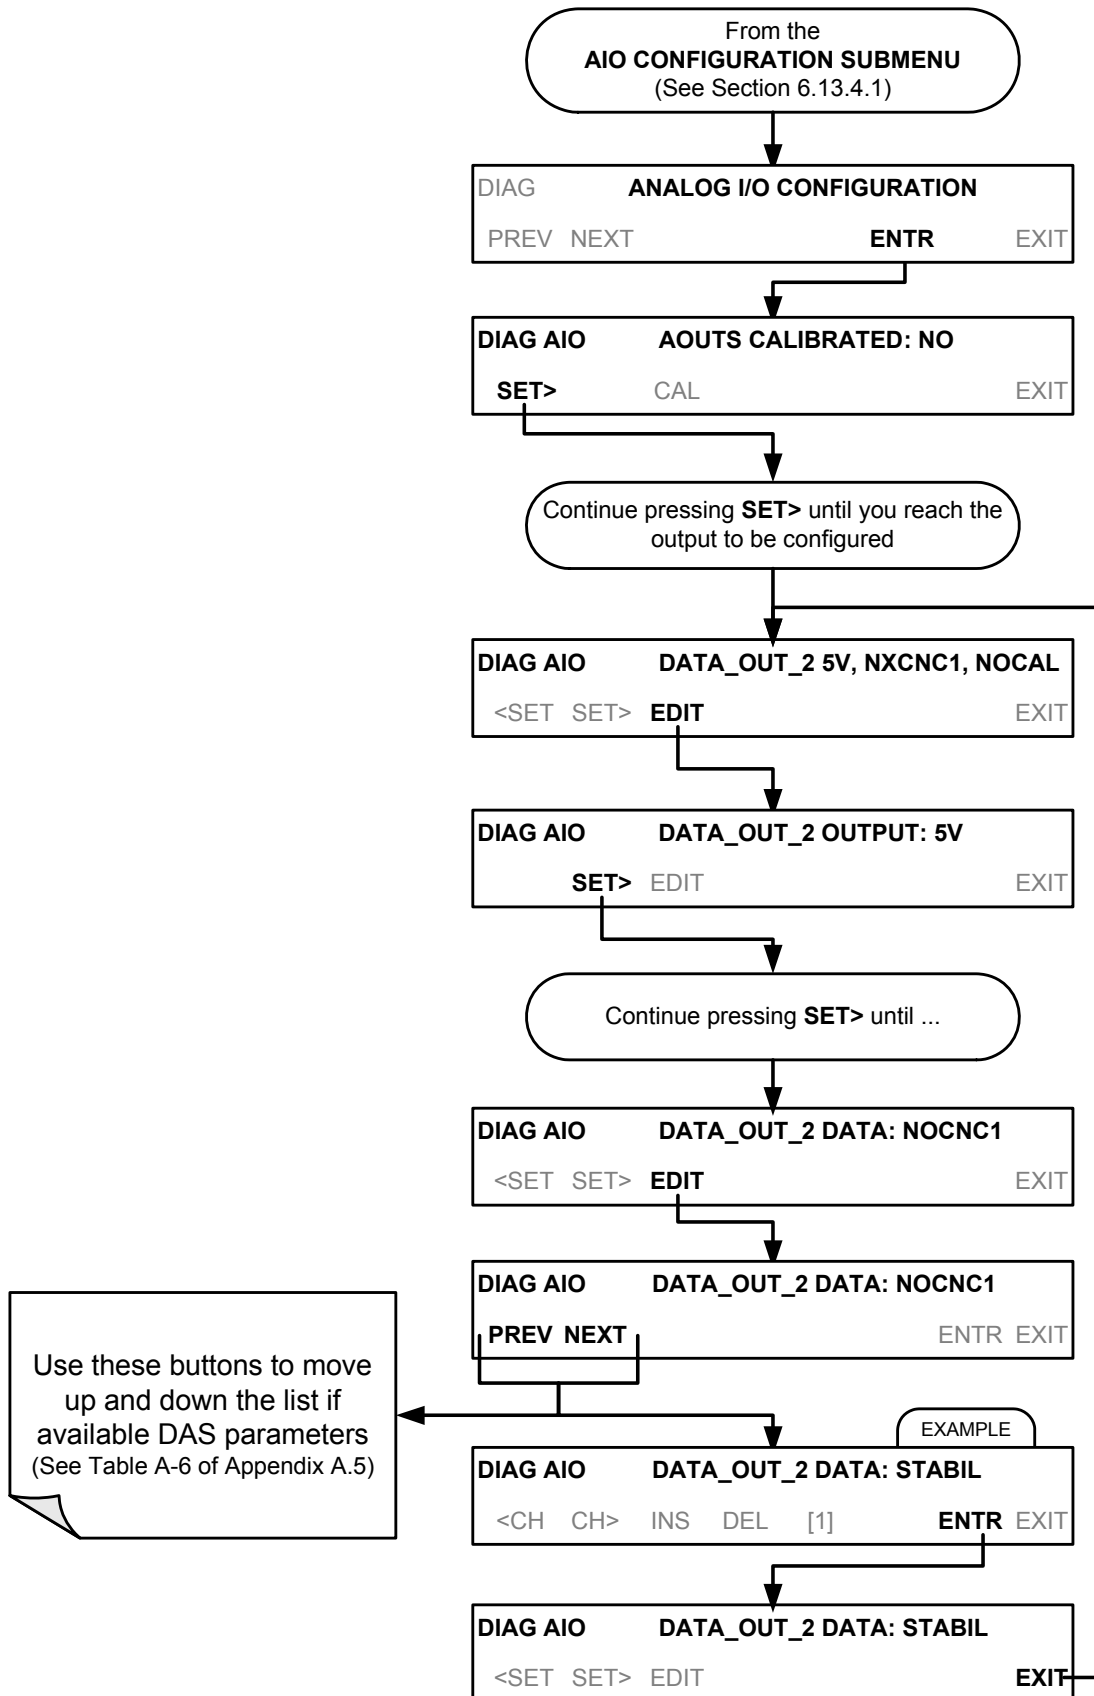 From the
AIO CONFIGURATION SUBMENU
(See Section 6.13.4.1)
DIAG ANALOG I/O CONFIGURATION
PREV NEXT ENTR EXIT
DIAG AIO AOUTS CALIBRATED: NO
SET> CAL EXIT
Continue pressing SET> until you reach the
output to be configured
DIAG AIO DATA_OUT_2 5V, NXCNC1, NOCAL
<SET SET> EDIT EXIT
DIAG AIO DATA_OUT_2 OUTPUT: 5V
SET> EDIT EXIT
Continue pressing SET> until ...
DIAG AIO DATA_OUT_2 DATA: NOCNC1
<SET SET> EDIT EXIT
DIAG AIO DATA_OUT_2 DATA: NOCNC1
PREV NEXT ENTR EXIT
Use these buttons to move
up and down the list if
available DAS parameters
(See Table A-6 of Appendix A.5)
EXAMPLE
DIAG AIO DATA_OUT_2 DATA: STABIL
<CH CH> INS DEL [1] ENTR EXIT
DIAG AIO DATA_OUT_2 DATA: STABIL
<SET SET> EDIT EXIT